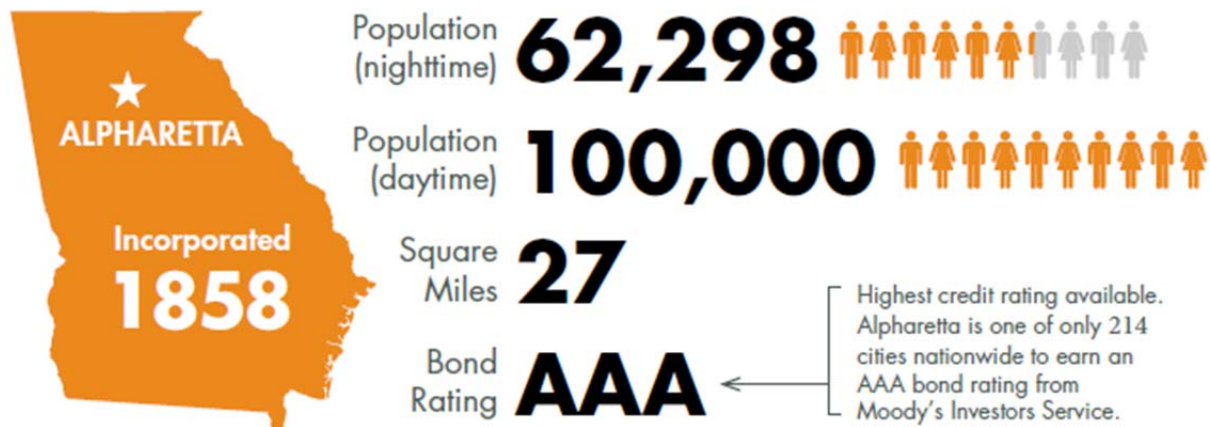 ALPHARETTA
Incorporated
1858
Population
(nighttime)
62,298
Population
(daytime)
100,000
Square
Miles
27
Bond
Rating
AAA
Highest credit rating available.
Alpharetta is one of only 214
cities nationwide to earn an
AAA bond rating from
Moody's Investors Service.